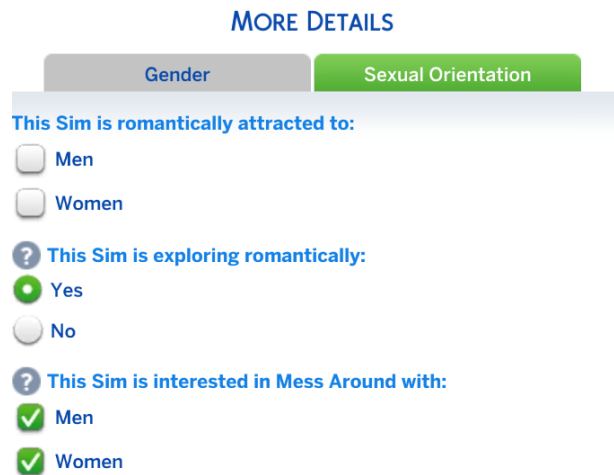 MORE DETAILS
Gender
Sexual Orientation
This Sim is romantically attracted to:
Men
Women
? This Sim is exploring romantically:
Yes
No
? This Sim is interested in Mess Around with:
Men
Women